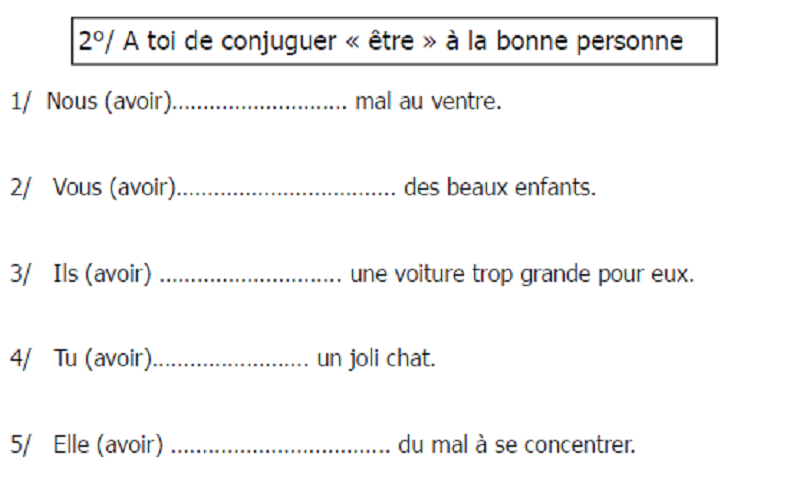 2°/ A toi de conjuguer « être » à la bonne personne
1/ Nous (avoir)............................ mal au ventre.
2/ Vous (avoir)................................... des beaux enfants.
3/ Ils (avoir) ............................. une voiture trop grande pour eux.
4/ Tu (avoir)......................... un joli chat.
5/ Elle (avoir) ................................... du mal à se concentrer.